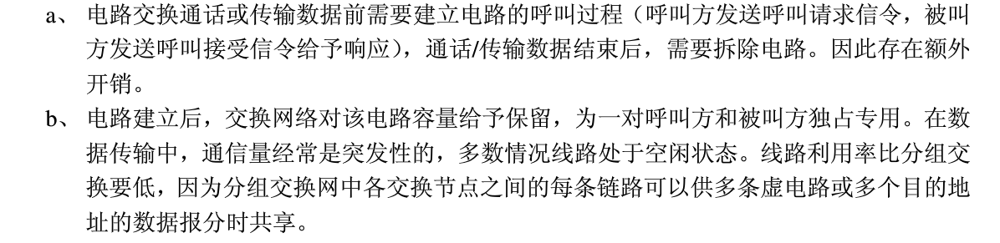 a、 电路交换通话或传输数据前需要建立电路的呼叫过程（呼叫方发送呼叫请求信令，被叫
方发送呼叫接受信令给予响应），通话/传输数据结束后，需要拆除电路。因此存在额外
开销。
b、 电路建立后，交换网络对该电路容量给予保留，为一对呼叫方和被叫方独占专用。在数
据传输中，通信量经常是突发性的，多数情况线路处于空闲状态。线路利用率比分组交
换要低，因为分组交换网中各交换节点之间的每条链路可以供多条虚电路或多个目的地
址的数据报分时共享。